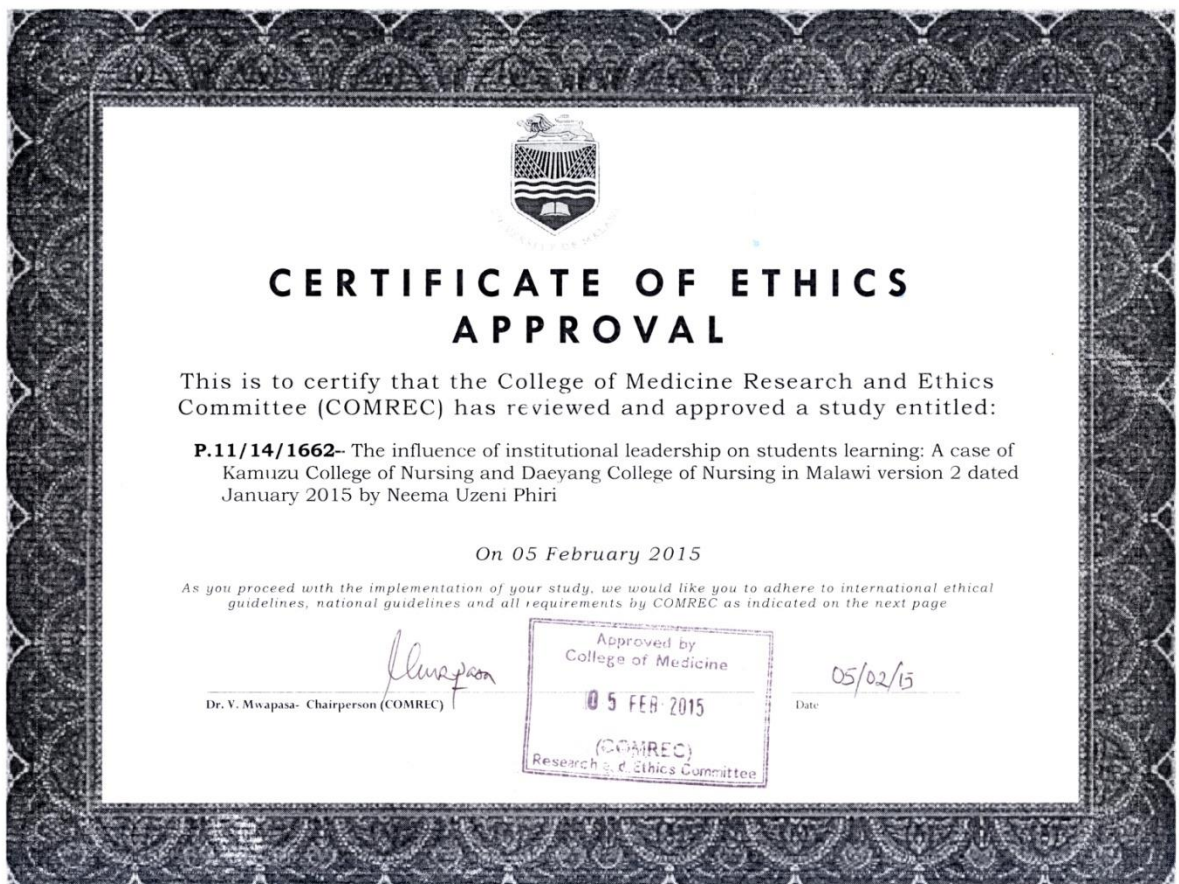 CERTIFICATE OF ETHICS
APPROVAL
This is to certify that the College of Medicine Research and Ethics
Committee (COMREC) has reviewed and approved a study entitled:
P.11/14/1662-- The influence of institutional leadership on students learning: A case of
Kamuzu College of Nursing and Daeyang College of Nursing in Malawi version 2 dated
January 2015 by Neema Uzeni Phiri
On 05 February 2015
As you proceed with the implementation of your study, we would like you to adhere to international ethical
guidelines, national guidelines and all requirements by COMREC as indicated on the next page
Dr. V. Mwapasa- Chairperson (COMREC)
Approved by
College of Medicine
05 FEB 2015
(COMREC)
Research and Ethics Committee
05/02/15
Date